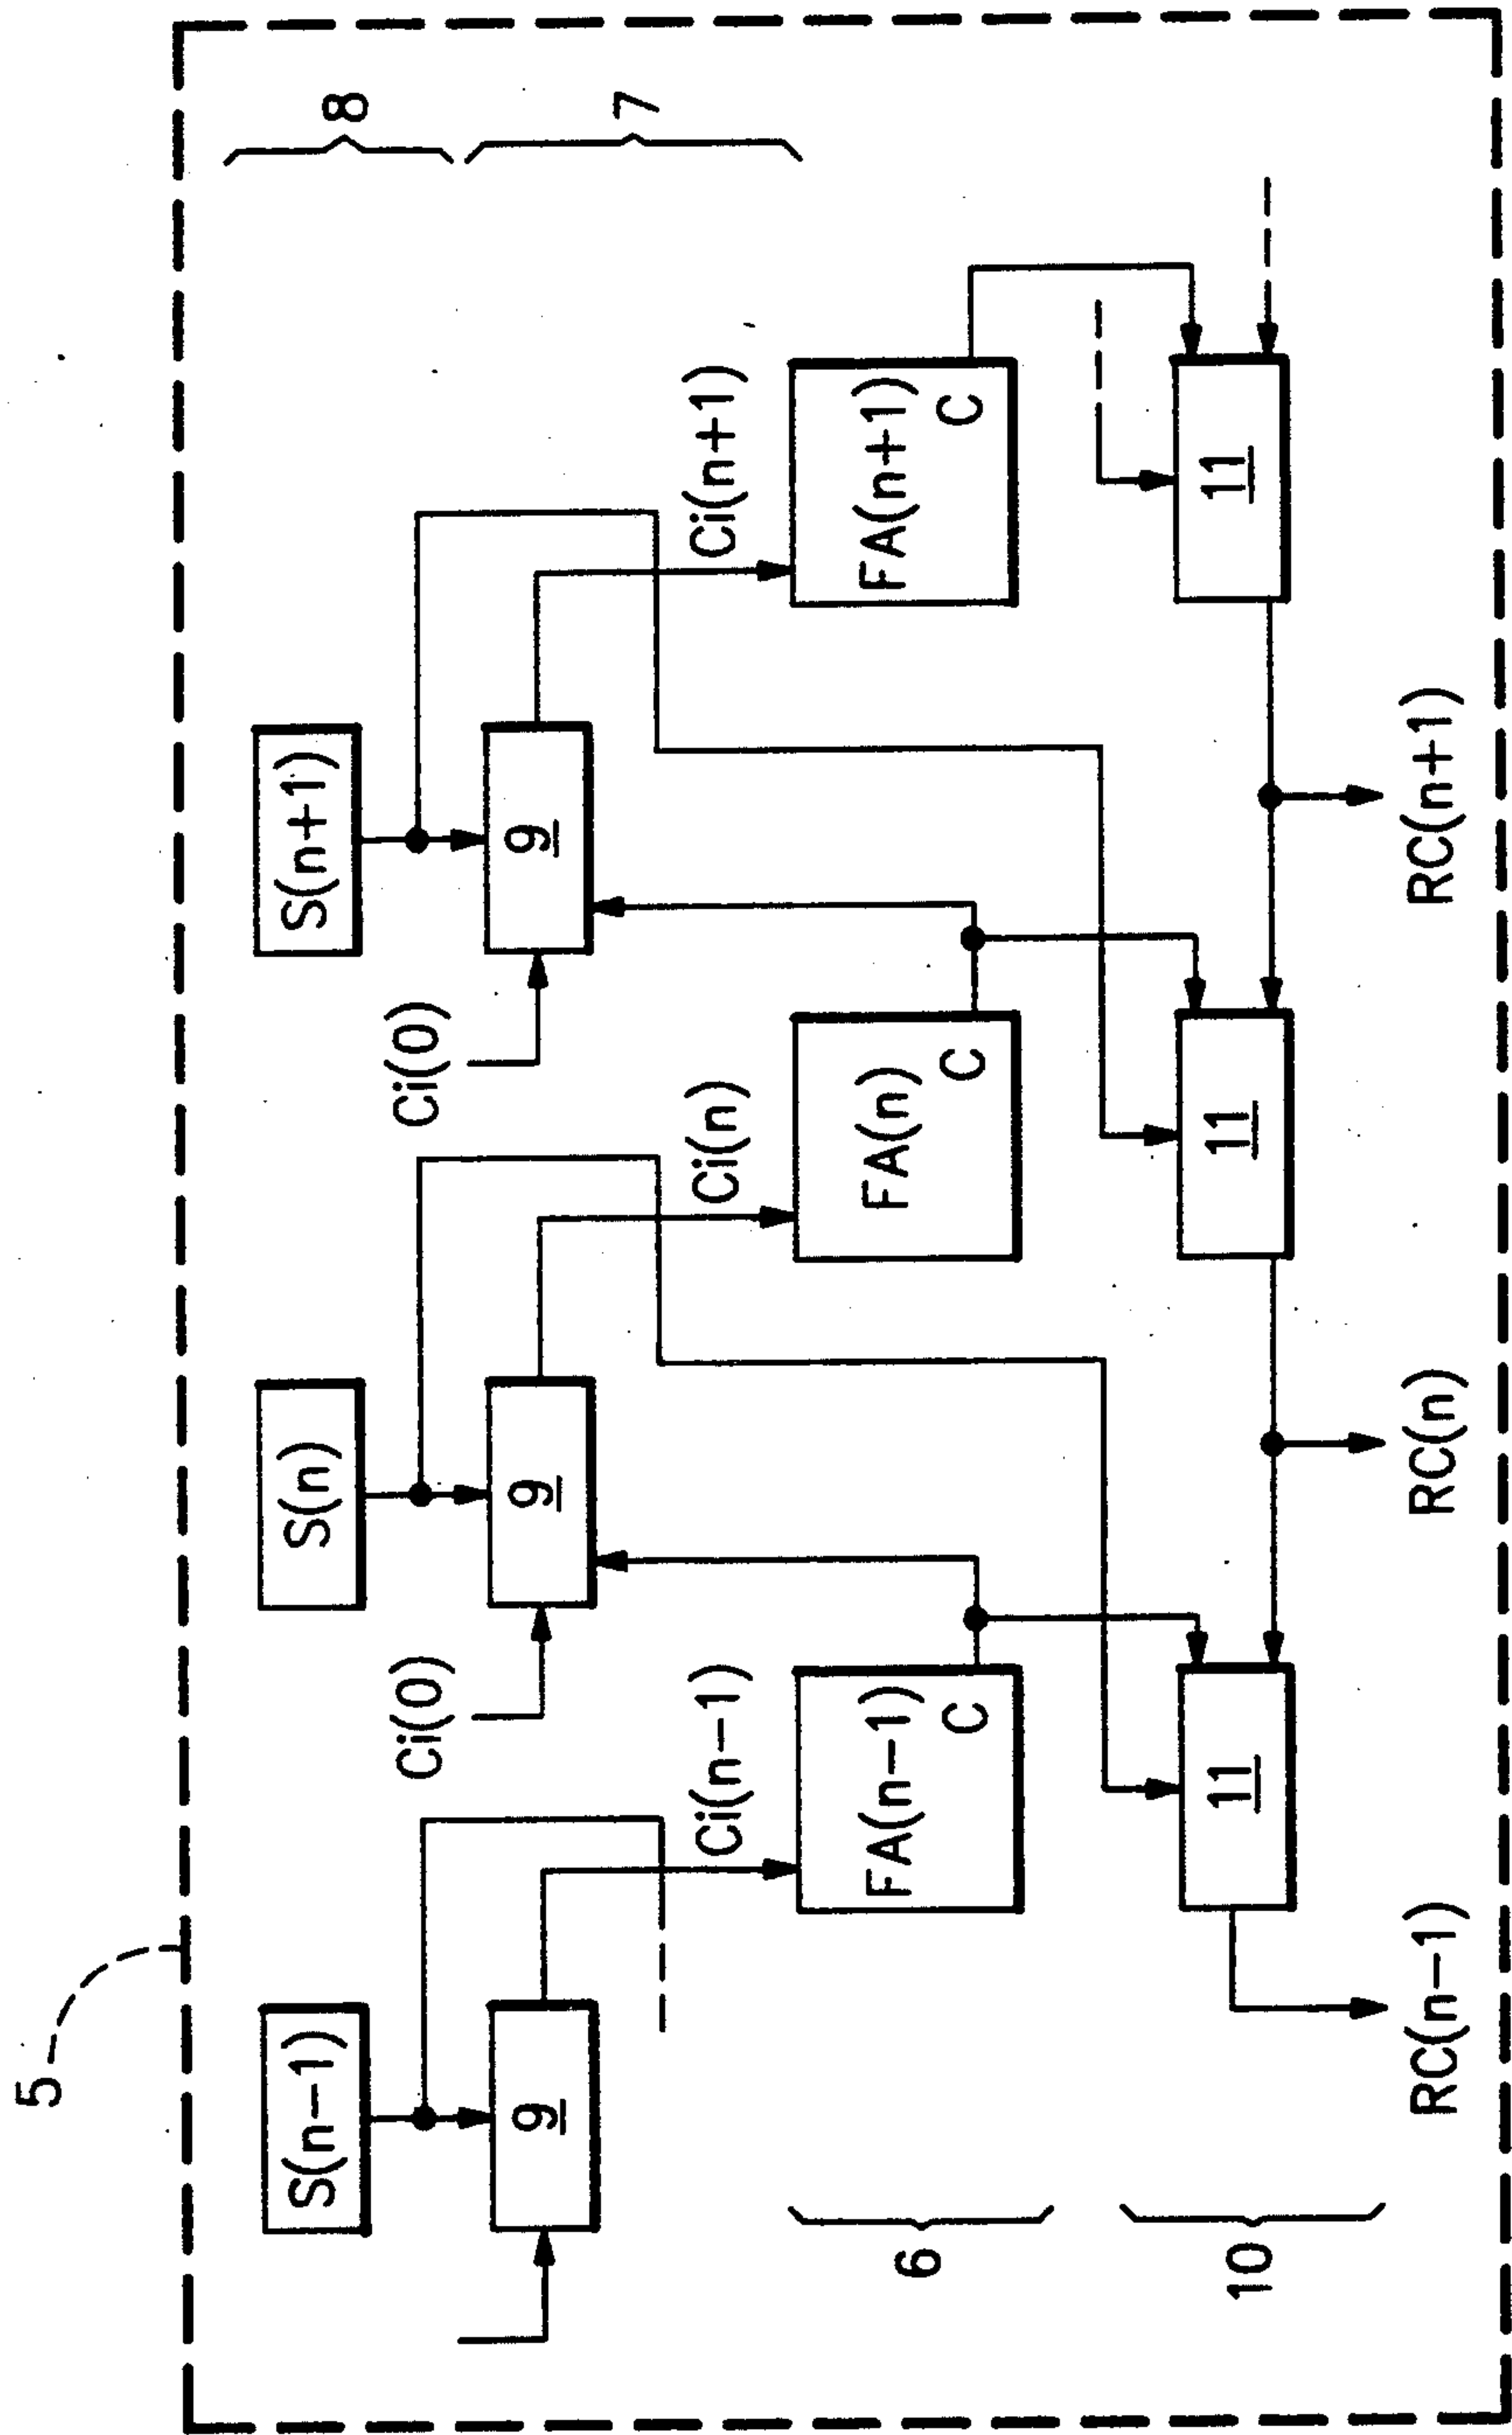 5
8
7
S(n-1)
S(n)
S(n+1)
Ci(0)
Ci(0)
9
9
9
Ci(n-1)
Ci(n)
Ci(n+1)
FA(n-1)
C
FA(n)
C
FA(n+1)
C
6
11
11
11
10
RC(n-1)
RC(n)
RC(n+1)